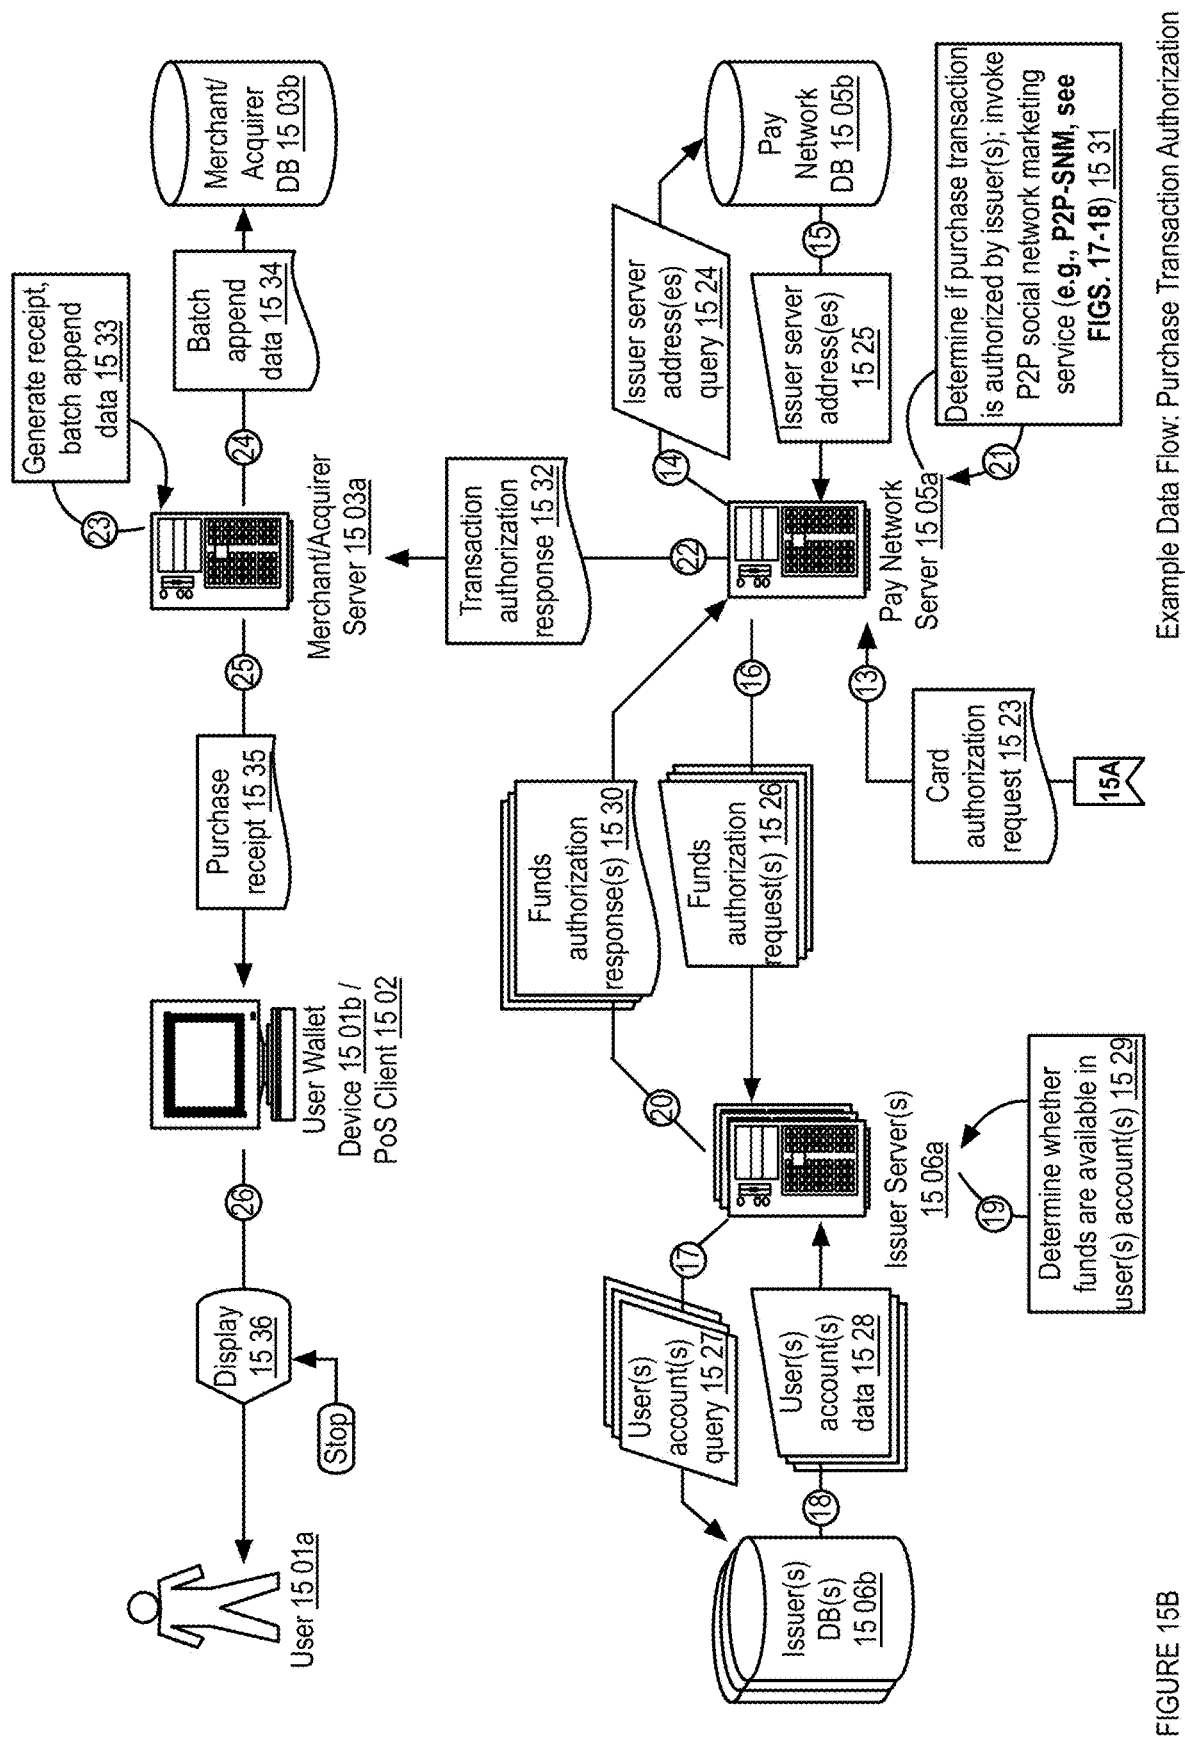 User 15 01a
Display
15 36
Stop
26
User Wallet
Device 15 01b /
PoS Client 15 02
Purchase
receipt 15 35
25
Merchant/Acquirer
Server 15 03a
23
Generate receipt,
batch append
data 15 33
24
Batch
append
data 15 34
Merchant/
Acquirer
DB 15 03b
Transaction
authorization
response 15 32
22
Issuer(s)
DB(s)
15 06b
User(s)
account(s)
query 15 27
17
18
User(s)
account(s)
data 15 28
Issuer Server(s)
15 06a
19
Determine whether
funds are available in
user(s) account(s) 15 29
20
Funds
authorization
response(s) 15 30
Funds
authorization
request(s) 15 26
16
15A
Card
authorization
request 15 23
13
Pay Network
Server 15 05a
14
Issuer server
address(es)
query 15 24
Issuer server
address(es)
15 25
15
Pay
Network
DB 15 05b
21
Determine if purchase transaction
is authorized by issuer(s); invoke
P2P social network marketing
service (e.g., P2P-SNM, see
FIGS. 17-18) 15 31
FIGURE 15B
Example Data Flow: Purchase Transaction Authorization